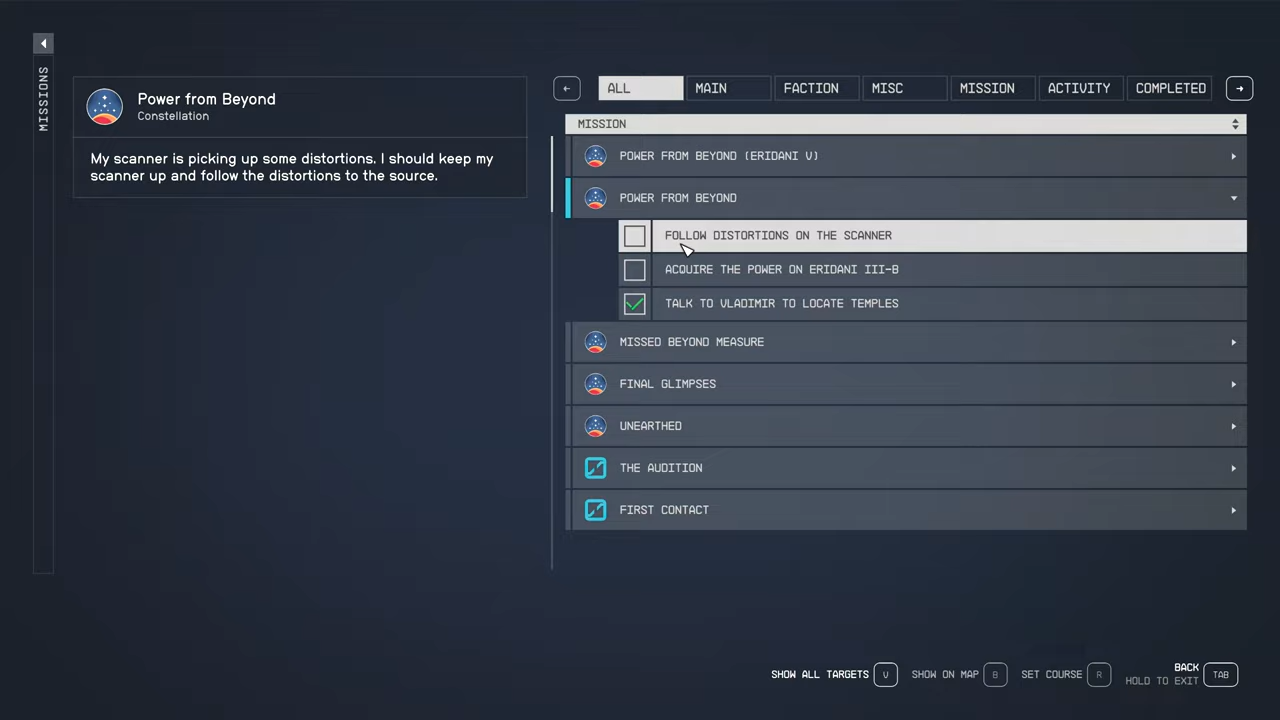 MISSIONS
Power from Beyond
Constellation
My scanner is picking up some distortions. I should keep my
scanner up and follow the distortions to the source.
ALL MAIN FACTION MISC MISSION ACTIVITY COMPLETED
MISSION
POWER FROM BEYOND (ERIDANI V)
POWER FROM BEYOND
FOLLOW DISTORTIONS ON THE SCANNER
ACQUIRE THE POWER ON ERIDANI III-B
TALK TO VLADIMIR TO LOCATE TEMPLES
MISSED BEYOND MEASURE
FINAL GLIMPSES
UNEARTHED
THE AUDITION
FIRST CONTACT
SHOW ALL TARGETS V SHOW ON MAP B SET COURSE R BACK
HOLD TO EXIT TAB